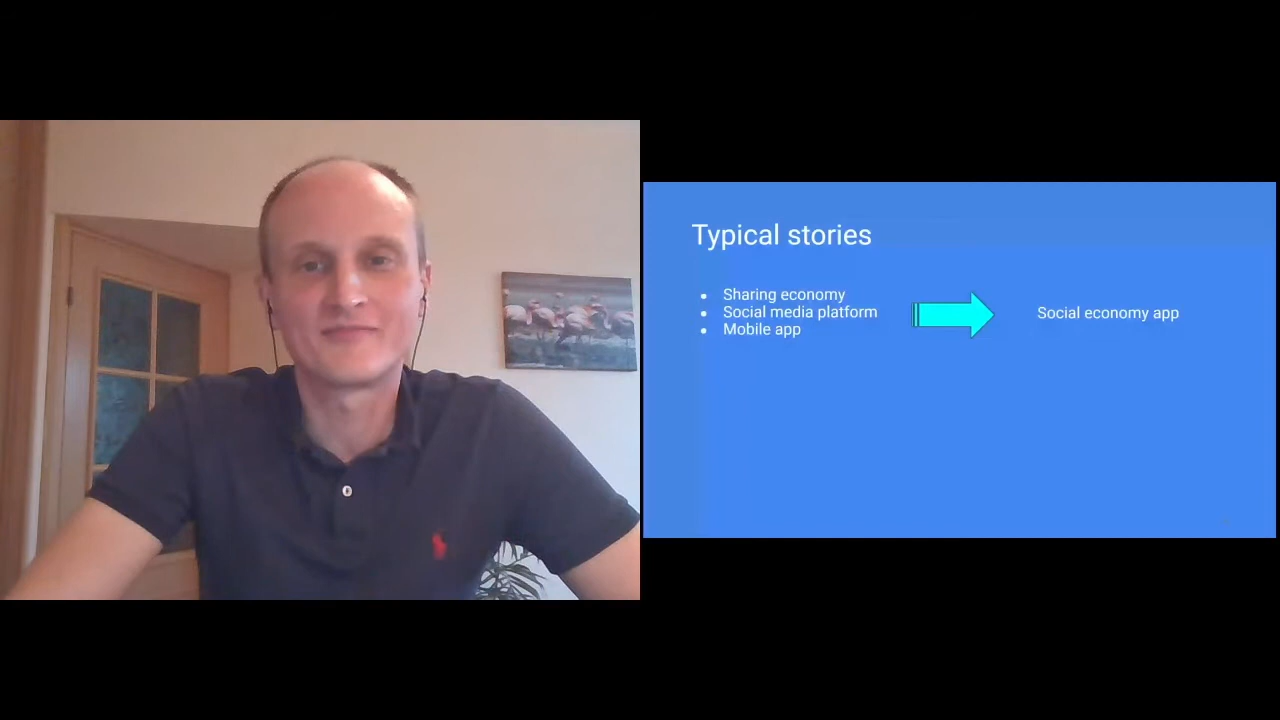 Typical stories
Sharing economy
Social media platform
Mobile app
Social economy app